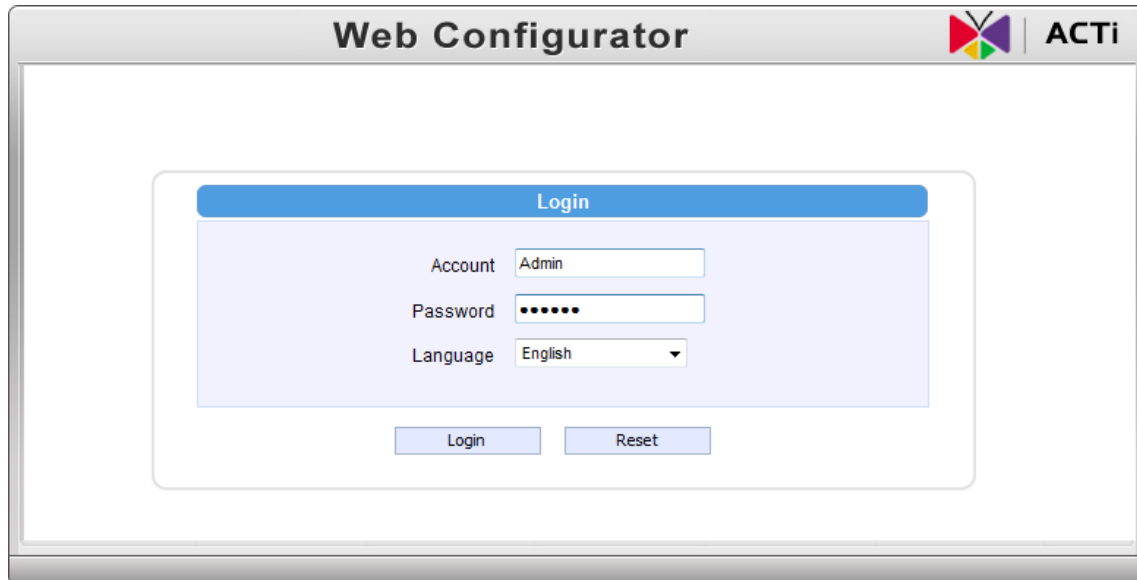 Web Configurator
ACTi
Login
Account Admin
Password ••••••
Language English
Login Reset